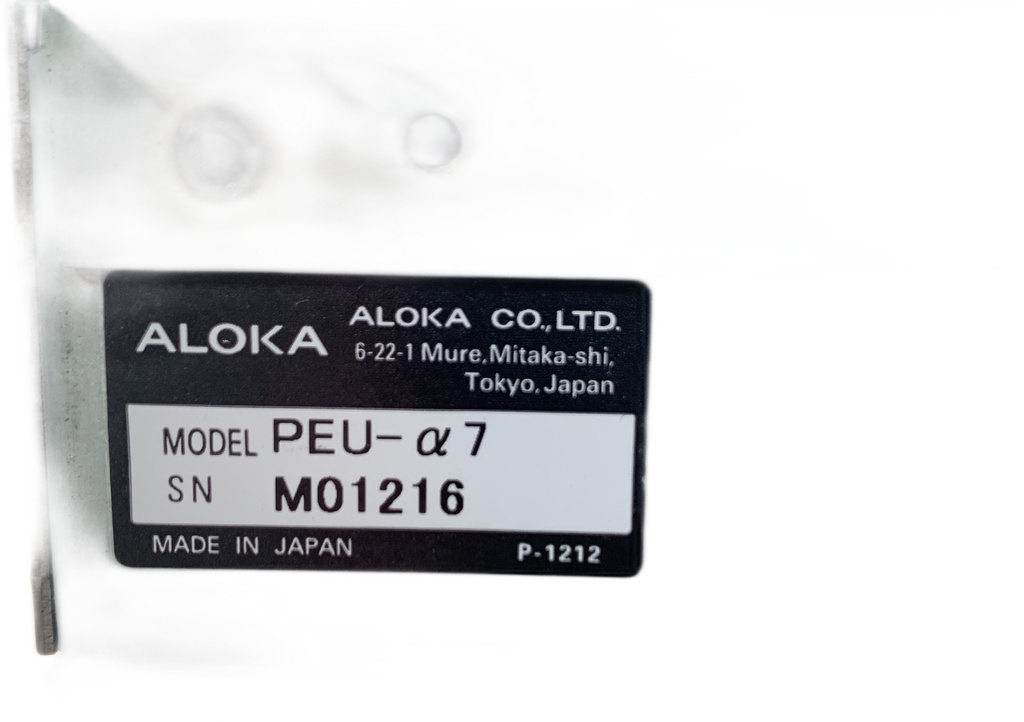 ALOKA
ALOKA CO.,LTD.
6-22-1 Mure,Mitaka-shi,
Tokyo,Japan
MODEL PEU-α7
SN M01216
MADE IN JAPAN
P-1212